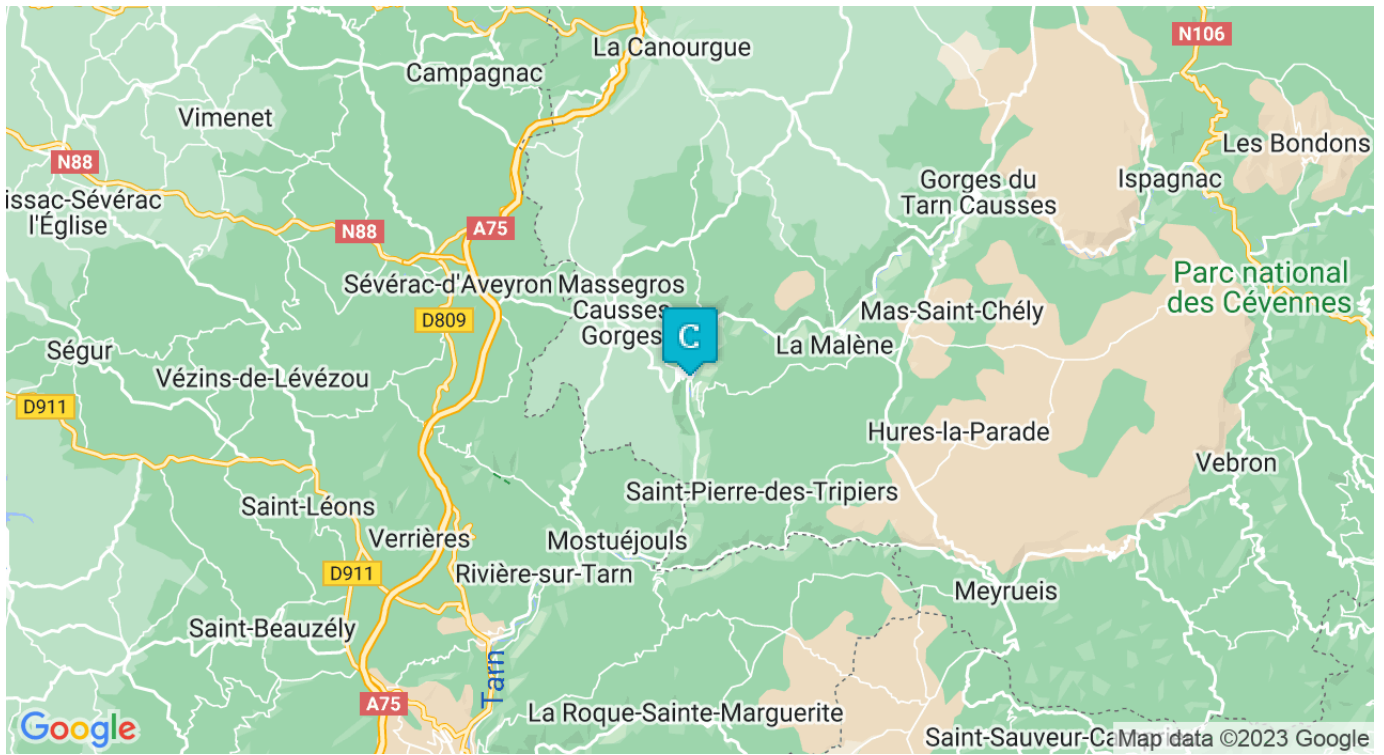 La Canourgue
N106
Campagnac
Vimenet
Les Bondons
N88
Ispagnac
Gorges du
Tarn Causses
issac-Sévérac
l'Église
N88
A75
Parc national
des Cévennes
Sévérac-d'Aveyron
Massegros
Causses
Gorges
D809
Mas-Saint-Chély
C
La Malène
Ségur
Vézins-de-Lévézou
D911
Hures-la-Parade
Vebron
Saint-Pierre-des-Tripiers
Saint-Léons
Verrières
Mostuéjouls
D911
Rivière-sur-Tarn
Meyrueis
Saint-Beauzély
Tarn
A75
La Roque-Sainte-Marguerite
Google
Map data ©2023 Google